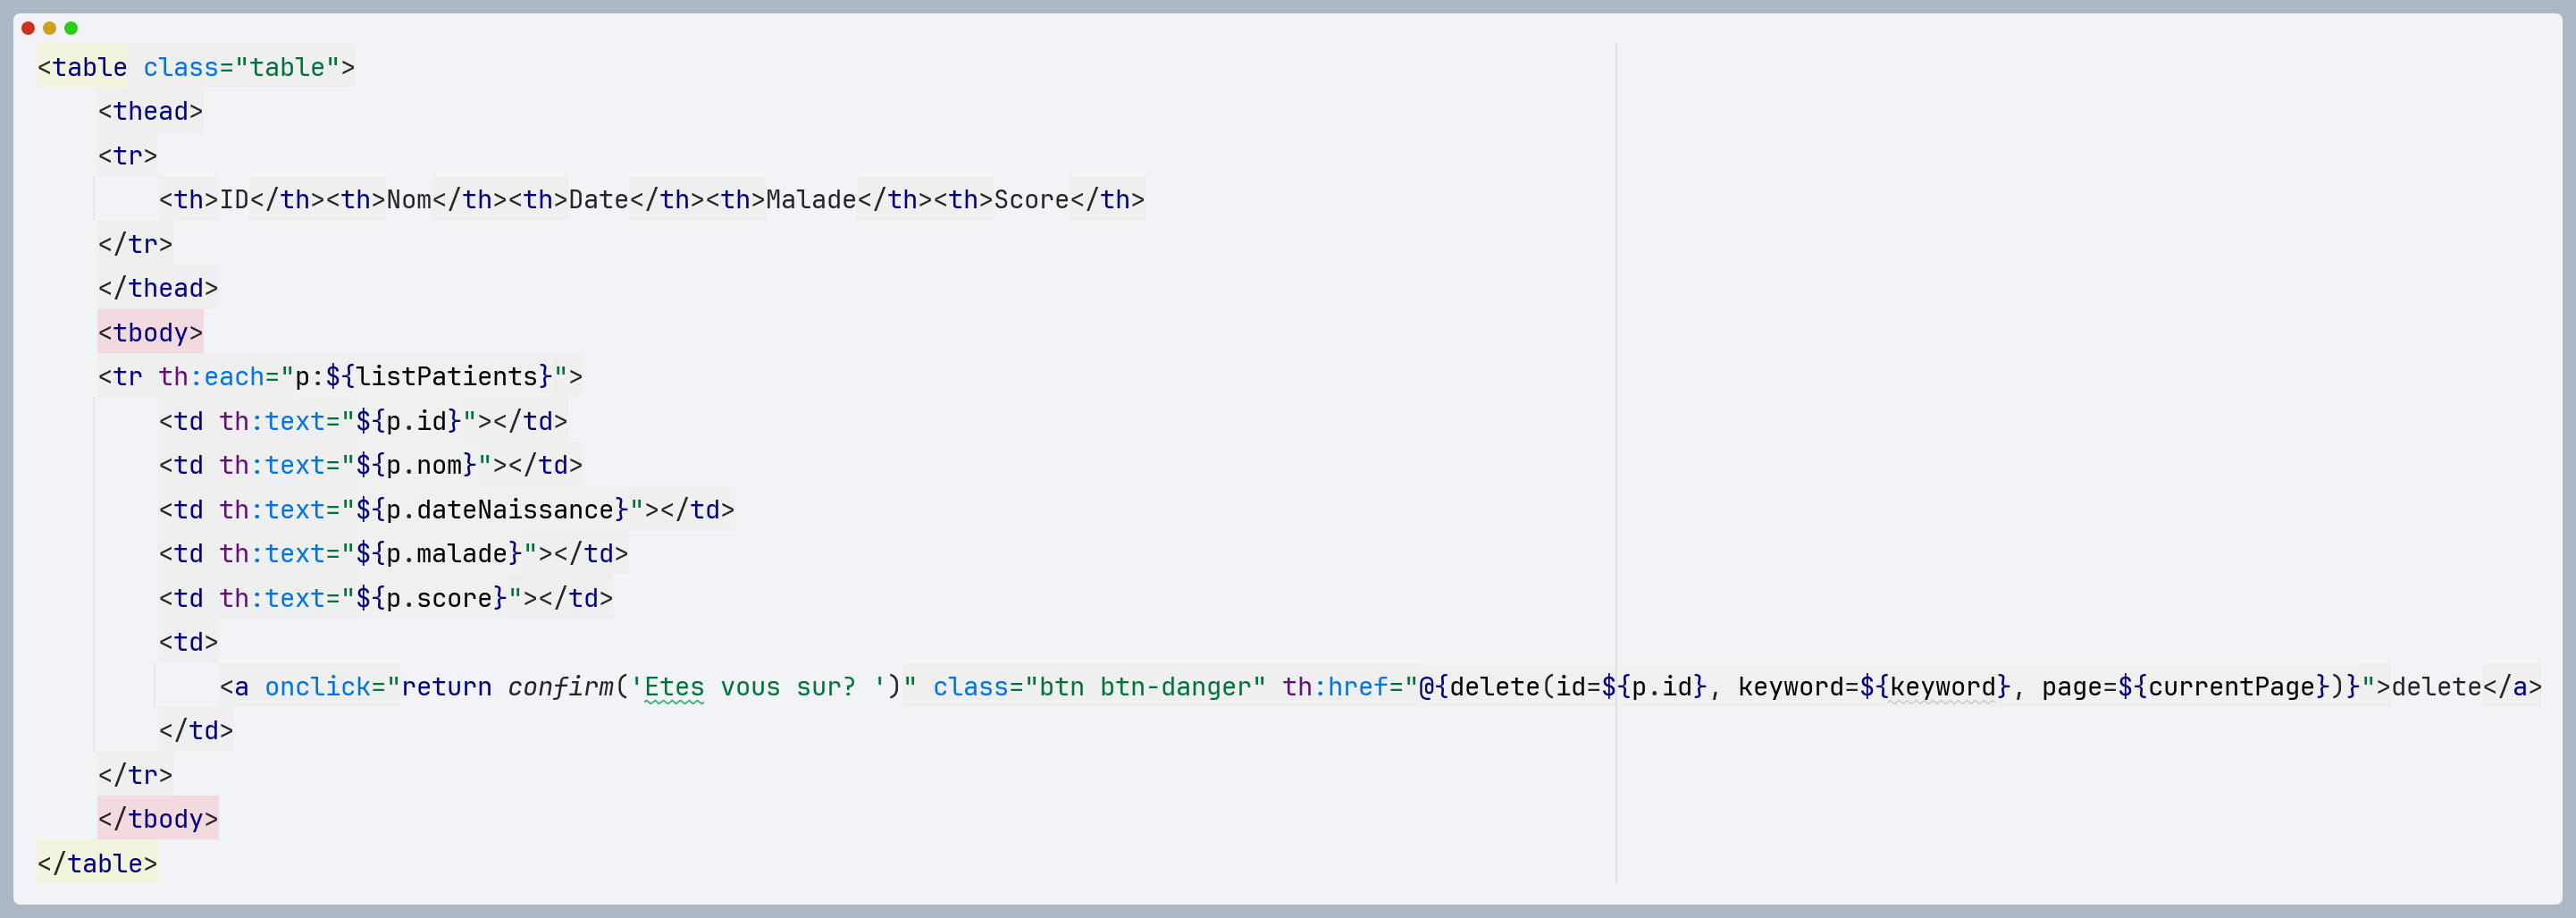 <table class="table">
    <thead>
    <tr>
        <th>ID</th><th>Nom</th><th>Date</th><th>Malade</th><th>Score</th>
    </tr>
    </thead>
    <tbody>
    <tr th:each="p:${listPatients}">
        <td th:text="${p.id}"></td>
        <td th:text="${p.nom}"></td>
        <td th:text="${p.dateNaissance}"></td>
        <td th:text="${p.malade}"></td>
        <td th:text="${p.score}"></td>
        <td>
            <a onclick="return confirm('Etes vous sur? ')" class="btn btn-danger" th:href="@{delete(id=${p.id}, keyword=${keyword}, page=${currentPage})}">delete</a>
        </td>
    </tr>
    </tbody>
</table>